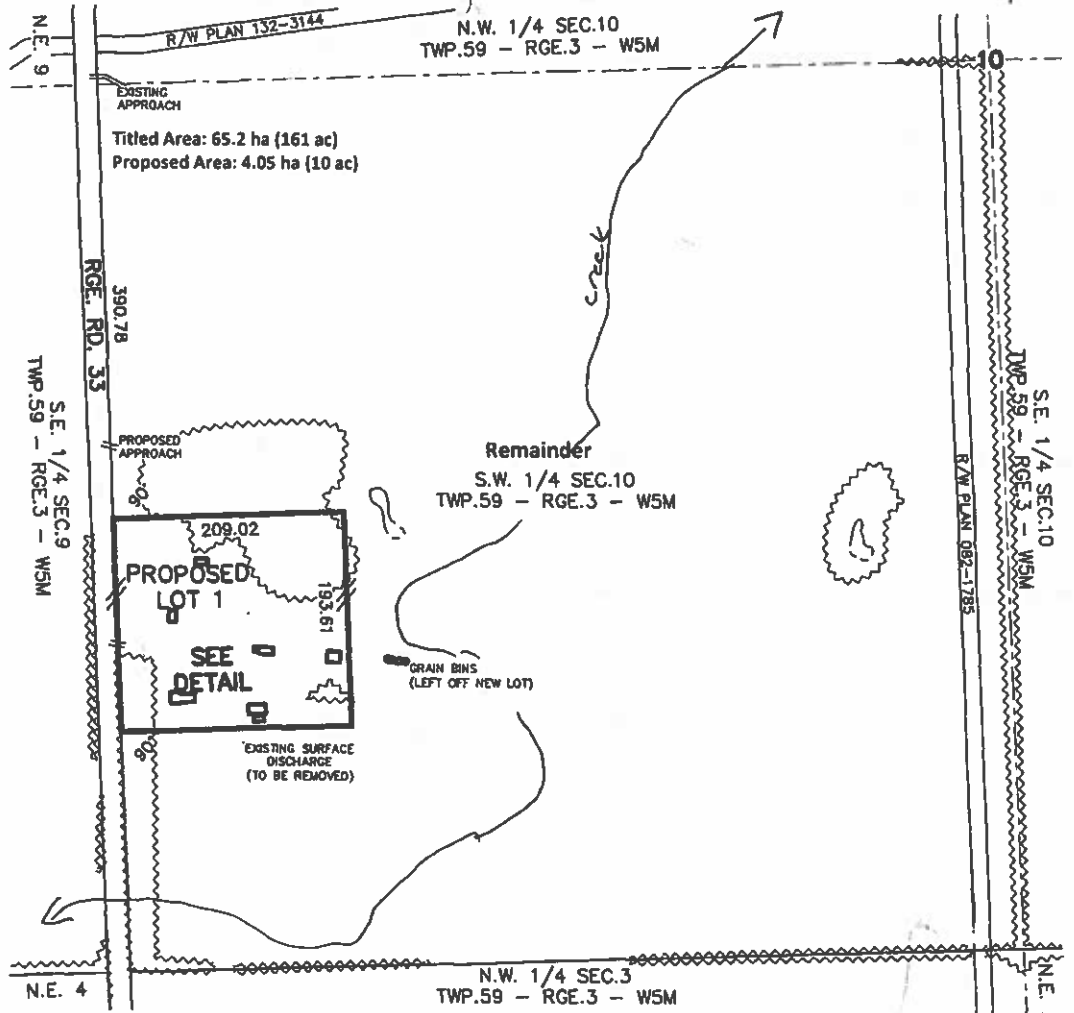 R/W PLAN 132-3144
N.W. 1/4 SEC.10
TWP.59 - RGE.3 - W5M
N.E. 9
10
EXISTING
APPROACH
Titled Area: 65.2 ha (161 ac)
Proposed Area: 4.05 ha (10 ac)
RGE. RD. 33
390.78
creek
S.E. 1/4 SEC.9
TWP.59 - RGE.3 - W5M
S.E. 1/4 SEC.10
TWP.59 - RGE.3 - W5M
R/W PLAN 082-1785
PROPOSED
APPROACH
Remainder
S.W. 1/4 SEC.10
TWP.59 - RGE.3 - W5M
90°
209.02
193.61
PROPOSED
LOT 1
SEE
DETAIL
90°
GRAIN BINS
(LEFT OFF NEW LOT)
EXISTING SURFACE
DISCHARGE
(TO BE REMOVED)
N.E. 4
N.W. 1/4 SEC.3
TWP.59 - RGE.3 - W5M
N.E.